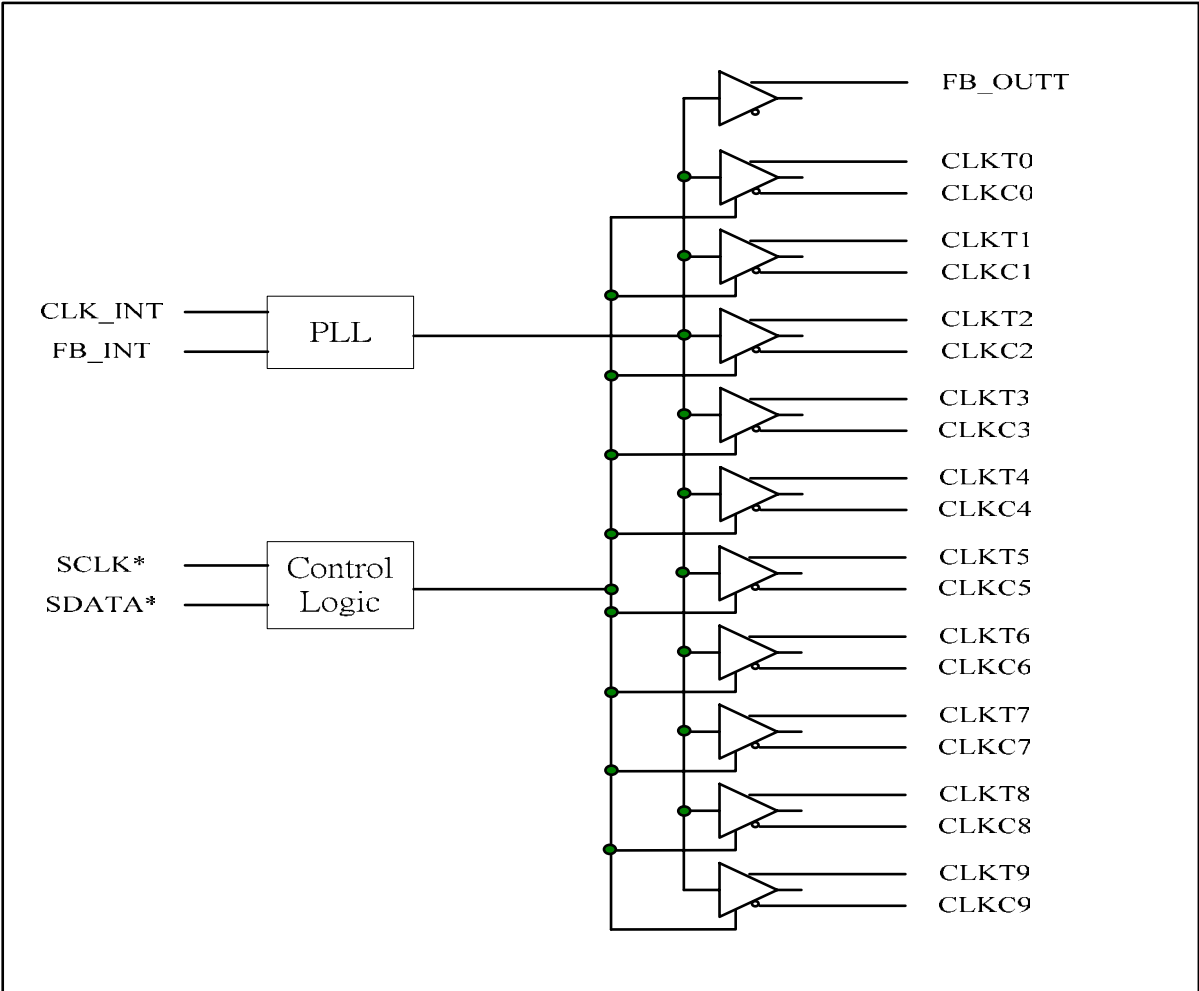 FB_OUTT
CLKT0
CLKC0
CLKT1
CLKC1
CLK_INT
FB_INT
PLL
CLKT2
CLKC2
CLKT3
CLKC3
CLKT4
CLKC4
SCLK*
SDATA*
Control
Logic
CLKT5
CLKC5
CLKT6
CLKC6
CLKT7
CLKC7
CLKT8
CLKC8
CLKT9
CLKC9